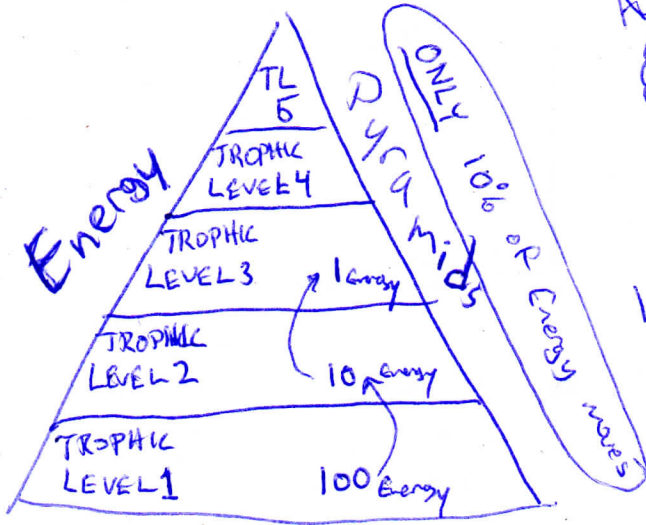 Energy
Pyramids
ONLY 10% of Energy moves
TL
5
TROPHIC
LEVEL 4
TROPHIC
LEVEL 3
1 Energy
TROPHIC
LEVEL 2
10 Energy
TROPHIC
LEVEL 1
100 Energy